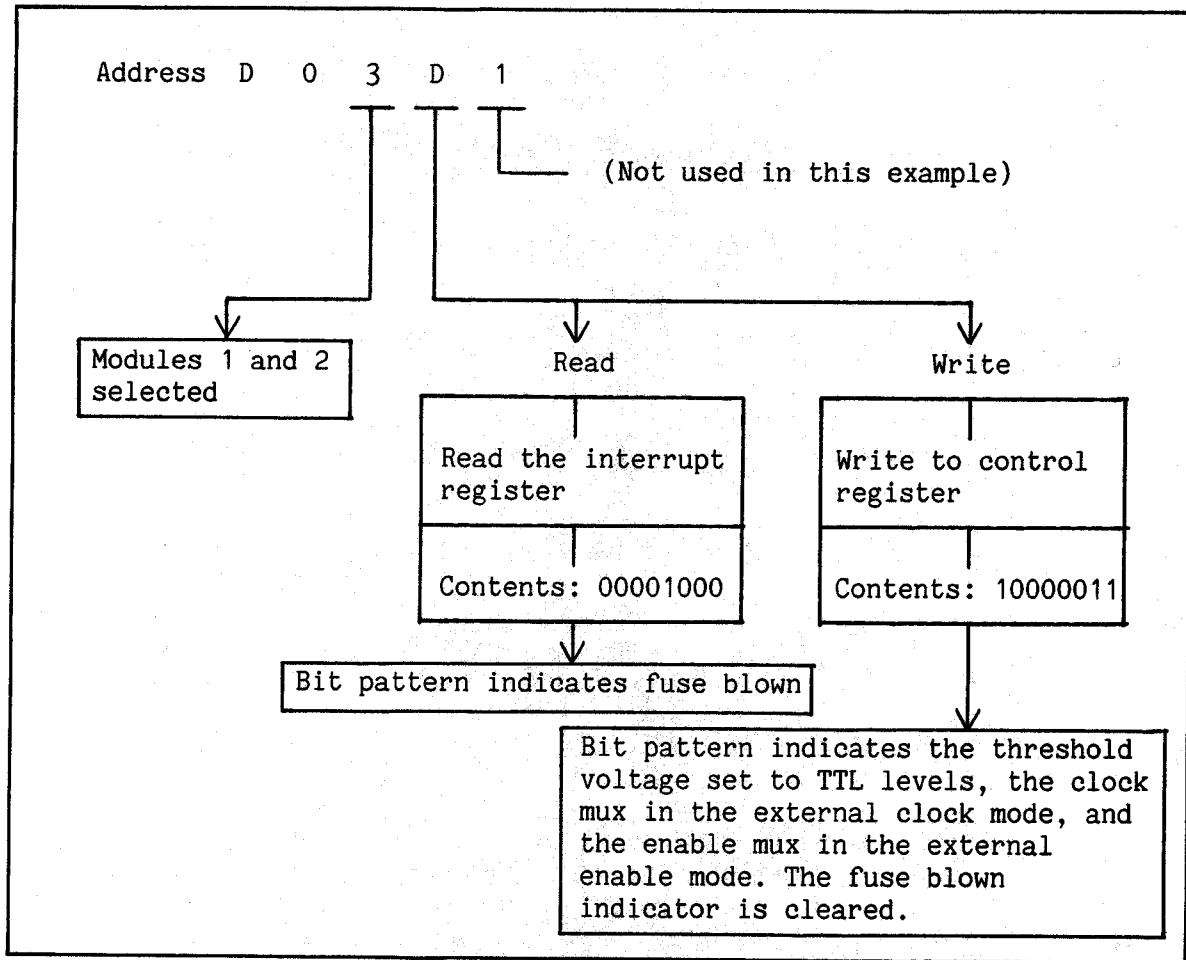 Address D 0 3 D 1
(Not used in this example)
Modules 1 and 2
selected
Read
Write
Read the interrupt
register
Write to control
register
Contents: 00001000
Contents: 10000011
Bit pattern indicates fuse blown
Bit pattern indicates the threshold
voltage set to TTL levels, the clock
mux in the external clock mode, and
the enable mux in the external
enable mode. The fuse blown
indicator is cleared.